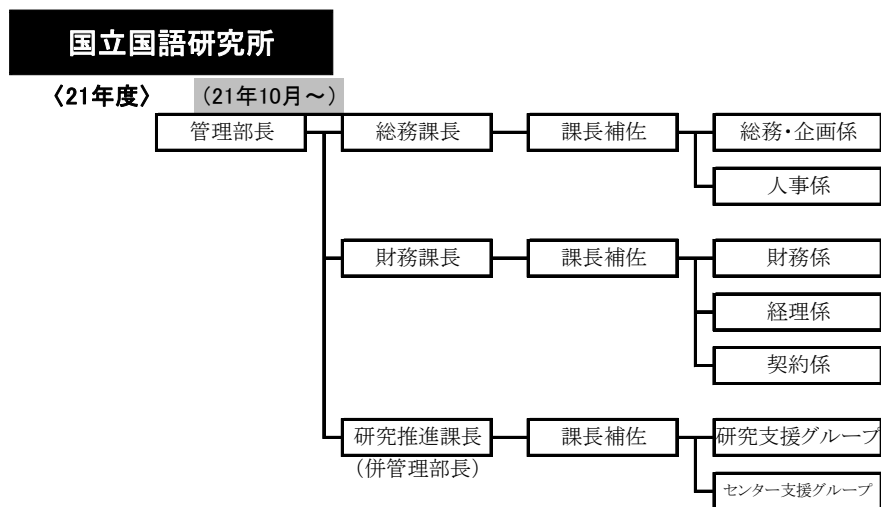 国立国語研究所
〈21年度〉 (21年10月～)
管理部長 総務課長 課長補佐 総務・企画係
人事係
財務課長 課長補佐 財務係
経理係
契約係
研究推進課長 課長補佐 研究支援グループ
(併管理部長)
センター支援グループ